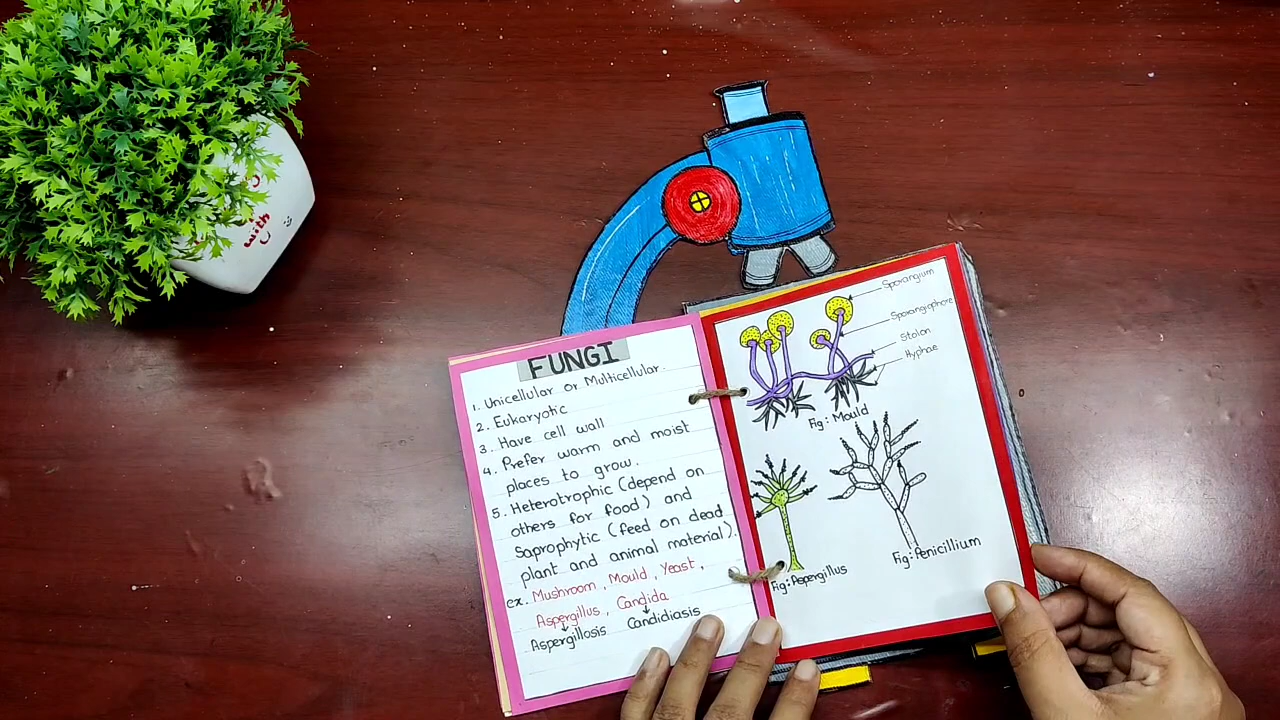 with
FUNGI
1. Unicellular or Multicellular.
2. Eukaryotic
3. Have cell wall
4. Prefer warm and moist
places to grow.
5. Heterotrophic (depend on
others for food) and
Saprophytic (feed on dead
plant and animal material).
ex. Mushroom, Mould, Yeast,
Aspergillus, Candida
Aspergillosis Candidiasis
Sporangium
Sporangiophore
Stolon
Hyphae
Fig: Mould
Fig: Aspergillus
Fig: Penicillium